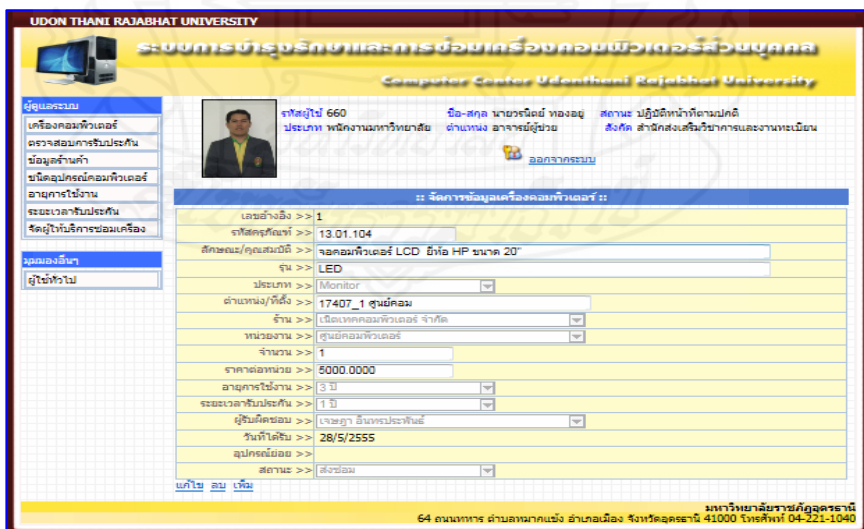 UDON THANI RAJABHAT UNIVERSITY
ระบบการบำรุงรักษาและการซ่อมเครื่องคอมพิวเตอร์ส่วนบุคคล
Computer Center Udonthani Rajabhat University
ผู้ดูแลระบบ
เครื่องคอมพิวเตอร์
ตรวจสอบการรับประกัน
ข้อมูลร้านค้า
ชนิดอุปกรณ์คอมพิวเตอร์
อายุการใช้งาน
ระยะเวลารับประกัน
จัดผู้ให้บริการซ่อมเครื่อง
มุมมองอื่นๆ
ผู้ใช้ทั่วไป
รหัสผู้ใช้ 660 ชื่อ-สกุล นายวรนิตย์ ทองอยู่ สถานะ ปฏิบัติหน้าที่ตามปกติ
ประเภท พนักงานมหาวิทยาลัย ตำแหน่ง อาจารย์ผู้ช่วย สังกัด สำนักส่งเสริมวิชาการและงานทะเบียน
ออกจากระบบ
:: จัดการข้อมูลเครื่องคอมพิวเตอร์ ::
เลขอ้างอิง >> 1
รหัสครุภัณฑ์ >> 13.01.104
ลักษณะ/คุณสมบัติ >> จอคอมพิวเตอร์ LCD ยี่ห้อ HP ขนาด 20"
รุ่น >> LED
ประเภท >> Monitor
ตำแหน่ง/ที่ตั้ง >> 17407_1 ศูนย์คอม
ร้าน >> เน็ตเทคคอมพิวเตอร์ จำกัด
หน่วยงาน >> ศูนย์คอมพิวเตอร์
จำนวน >> 1
ราคาต่อหน่วย >> 5000.0000
อายุการใช้งาน >> 3 ปี
ระยะเวลารับประกัน >> 1 ปี
ผู้รับผิดชอบ >> เจษฎา อินทรประพันธ์
วันที่ได้รับ >> 28/5/2555
อุปกรณ์ย่อย >>
สถานะ >> ส่งซ่อม
แก้ไข ลบ เพิ่ม
มหาวิทยาลัยราชภัฏอุดรธานี
64 ถนนทหาร ตำบลหมากแข้ง อำเภอเมือง จังหวัดอุดรธานี 41000 โทรศัพท์ 04-221-1040